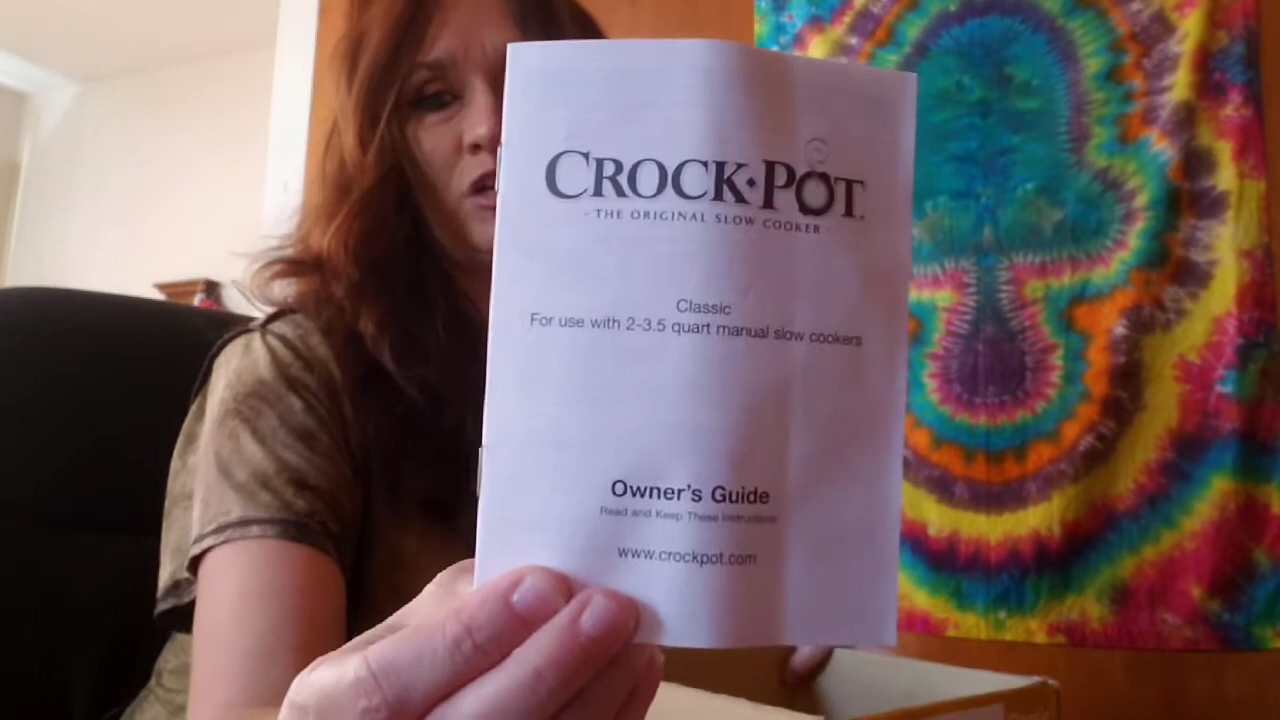 CROCK·POT
- THE ORIGINAL SLOW COOKER -
Classic
For use with 2-3.5 quart manual slow cookers
Owner's Guide
Read and Keep These Instructions
www.crockpot.com